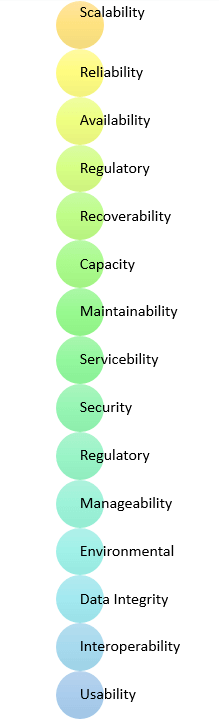 Scalability
Reliability
Availability
Regulatory
Recoverability
Capacity
Maintainability
Servicebility
Security
Regulatory
Manageability
Environmental
Data Integrity
Interoperability
Usability